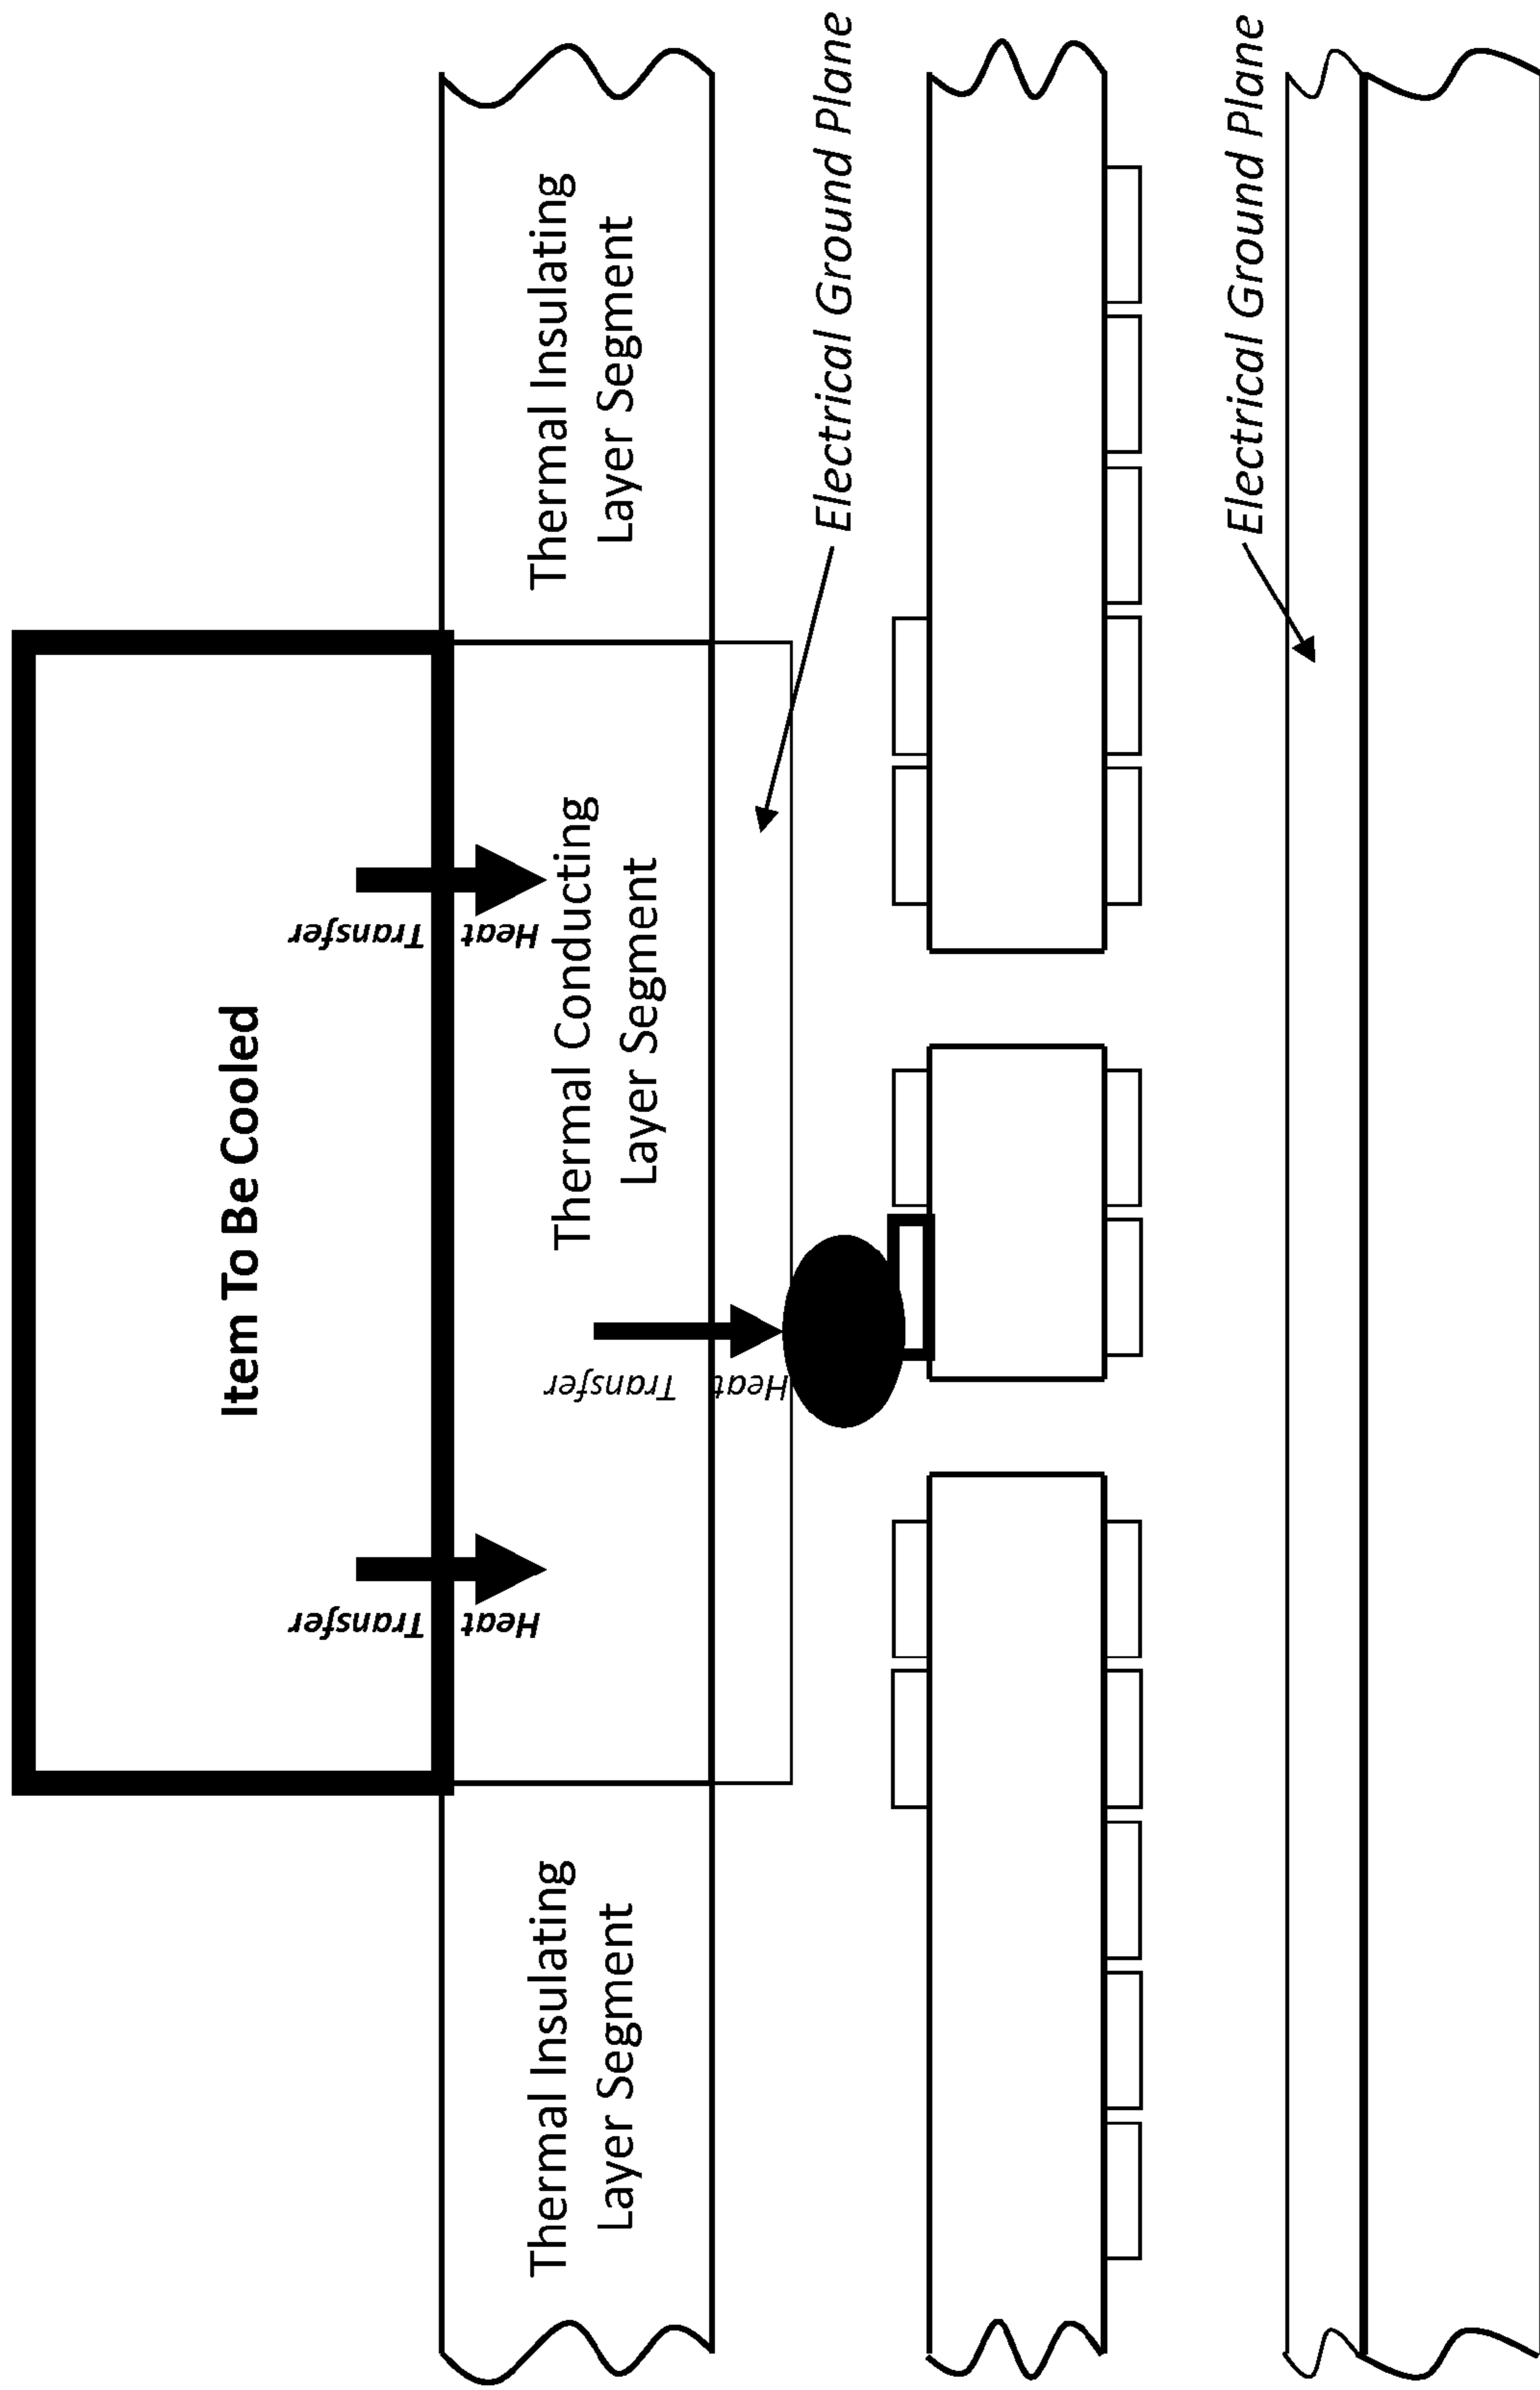 Item To Be Cooled
Heat
Transfer
Heat
Transfer
Thermal Insulating
Layer Segment
Thermal Conducting
Layer Segment
Thermal Insulating
Layer Segment
Heat
Transfer
Electrical Ground Plane
Electrical Ground Plane